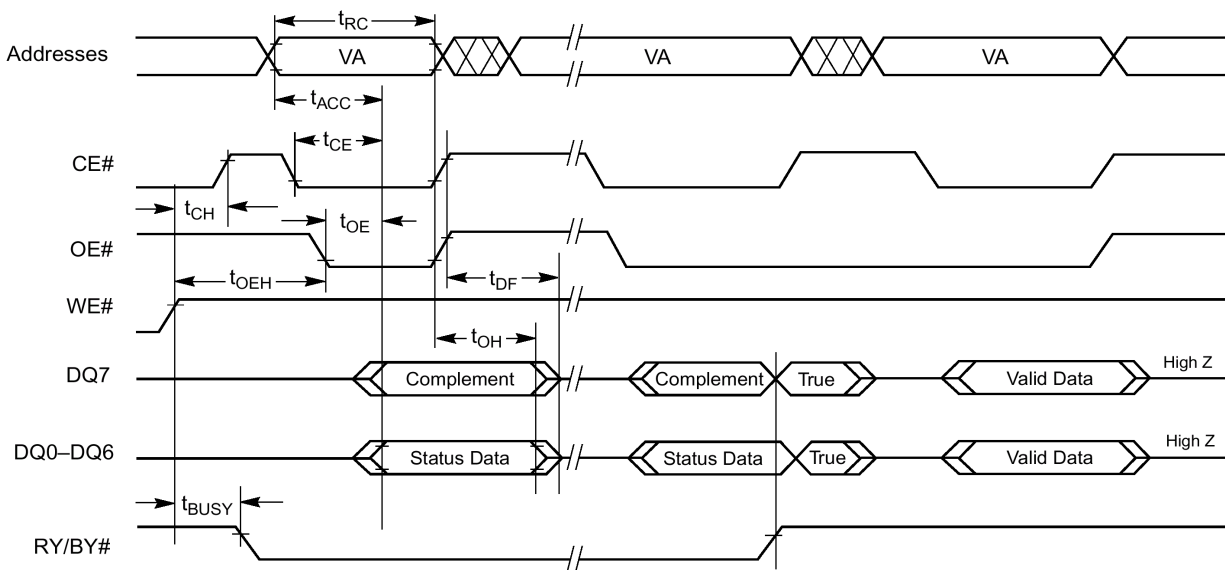 tRC
Addresses VA VA VA
tACC
tCE
CE#
tCH tOE
OE#
tOEH tDF
WE#
tOH
DQ7 Complement Complement True Valid Data High Z
DQ0–DQ6 Status Data Status Data True Valid Data High Z
tBUSY
RY/BY#